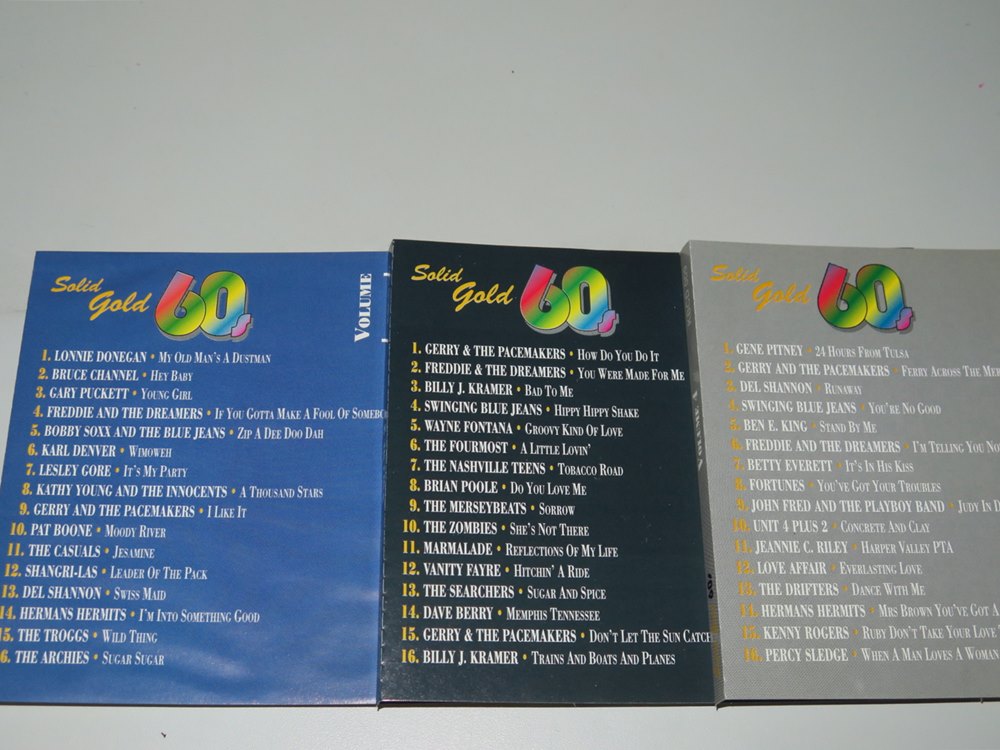 Solid
Gold 60s
VOLUME
1. LONNIE DONEGAN • MY OLD MAN'S A DUSTMAN
2. BRUCE CHANNEL • HEY BABY
3. GARY PUCKETT • YOUNG GIRL
4. FREDDIE AND THE DREAMERS • IF YOU GOTTA MAKE A FOOL OF SOMEBO
5. BOBBY SOXX AND THE BLUE JEANS • ZIP A DEE DOO DAH
6. KARL DENVER • WIMOWEH
7. LESLEY GORE • IT'S MY PARTY
8. KATHY YOUNG AND THE INNOCENTS • A THOUSAND STARS
9. GERRY AND THE PACEMAKERS • I LIKE IT
10. PAT BOONE • MOODY RIVER
11. THE CASUALS • JESAMINE
12. SHANGRI-LAS • LEADER OF THE PACK
13. DEL SHANNON • SWISS MAID
14. HERMANS HERMITS • I'M INTO SOMETHING GOOD
15. THE TROGGS • WILD THING
6. THE ARCHIES • SUGAR SUGAR
Solid
Gold 60s
1. GERRY & THE PACEMAKERS • HOW DO YOU DO IT
2. FREDDIE & THE DREAMERS • YOU WERE MADE FOR ME
3. BILLY J. KRAMER • BAD TO ME
4. SWINGING BLUE JEANS • HIPPY HIPPY SHAKE
5. WAYNE FONTANA • GROOVY KIND OF LOVE
6. THE FOURMOST • A LITTLE LOVIN'
7. THE NASHVILLE TEENS • TOBACCO ROAD
8. BRIAN POOLE • DO YOU LOVE ME
9. THE MERSEYBEATS • SORROW
10. THE ZOMBIES • SHE'S NOT THERE
11. MARMALADE • REFLECTIONS OF MY LIFE
12. VANITY FAYRE • HITCHIN' A RIDE
13. THE SEARCHERS • SUGAR AND SPICE
14. DAVE BERRY • MEMPHIS TENNESSEE
15. GERRY & THE PACEMAKERS • DON'T LET THE SUN CATCH
16. BILLY J. KRAMER • TRAINS AND BOATS AND PLANES
Solid
Gold 60s
1. GENE PITNEY • 24 HOURS FROM TULSA
2. GERRY AND THE PACEMAKERS • FERRY ACROSS THE MER
3. DEL SHANNON • RUNAWAY
4. SWINGING BLUE JEANS • YOU'RE NO GOOD
5. BEN E. KING • STAND BY ME
6. FREDDIE AND THE DREAMERS • I'M TELLING YOU NO
7. BETTY EVERETT • IT'S IN HIS KISS
8. FORTUNES • YOU'VE GOT YOUR TROUBLES
9. JOHN FRED AND THE PLAYBOY BAND • JUDY IN D
10. UNIT 4 PLUS 2 • CONCRETE AND CLAY
11. JEANNIE C. RILEY • HARPER VALLEY PTA
12. LOVE AFFAIR • EVERLASTING LOVE
13. THE DRIFTERS • DANCE WITH ME
14. HERMANS HERMITS • MRS BROWN YOU'VE GOT A
15. KENNY ROGERS • RUBY DON'T TAKE YOUR LOVE
16. PERCY SLEDGE • WHEN A MAN LOVES A WOMAN